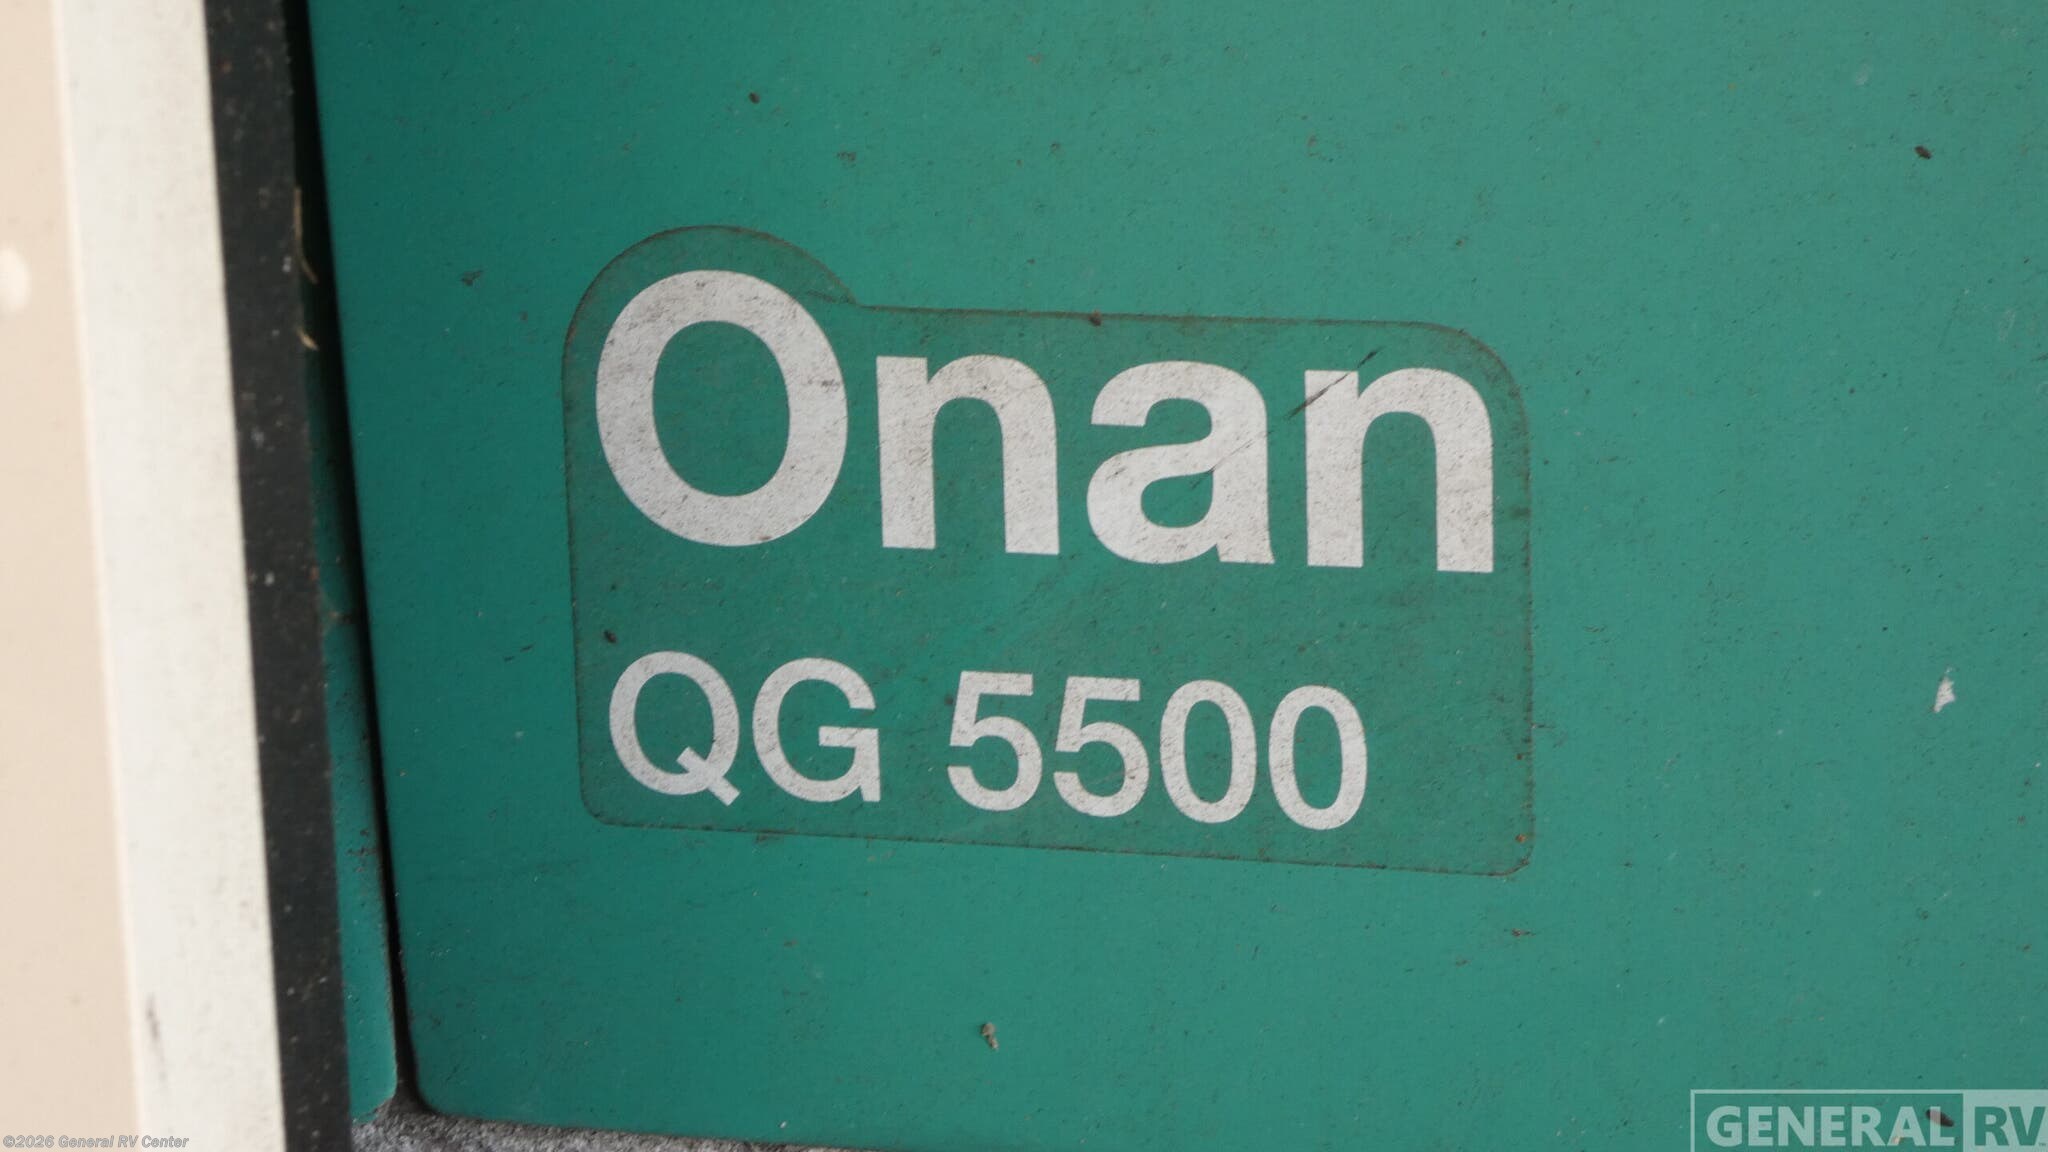 Onan
QG 5500
©2026 General RV Center
GENERAL RV